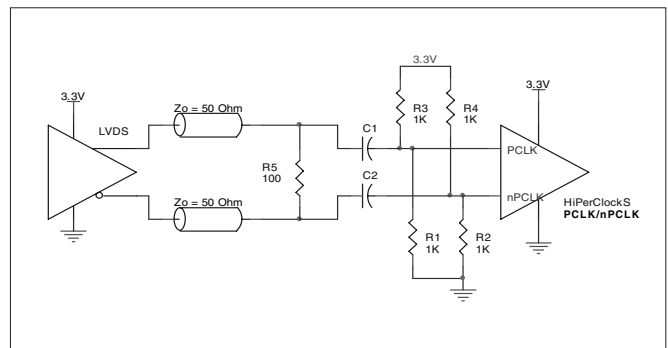 3.3V
3.3V
3.3V
Zo = 50 Ohm
LVDS
R3
1K
R4
1K
C1
PCLK
R5
100
C2
nPCLK
Zo = 50 Ohm
HiPerClockS
PCLK/nPCLK
R1
1K
R2
1K